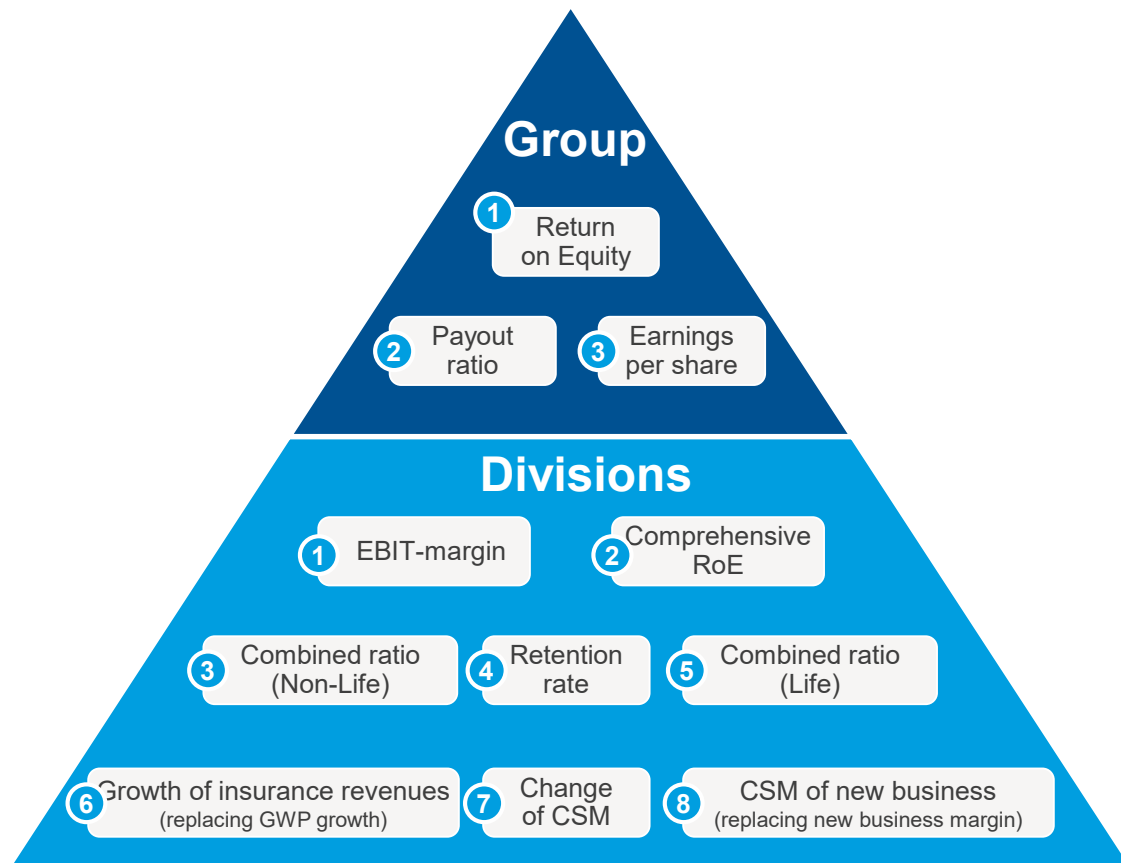 Group
1
Return
on Equity
2
Payout
ratio
3
Earnings
per share
Divisions
1
EBIT-margin
2
Comprehensive
RoE
3
Combined ratio
(Non-Life)
4
Retention
rate
5
Combined ratio
(Life)
6
Growth of insurance revenues
(replacing GWP growth)
7
Change
of CSM
8
CSM of new business
(replacing new business margin)